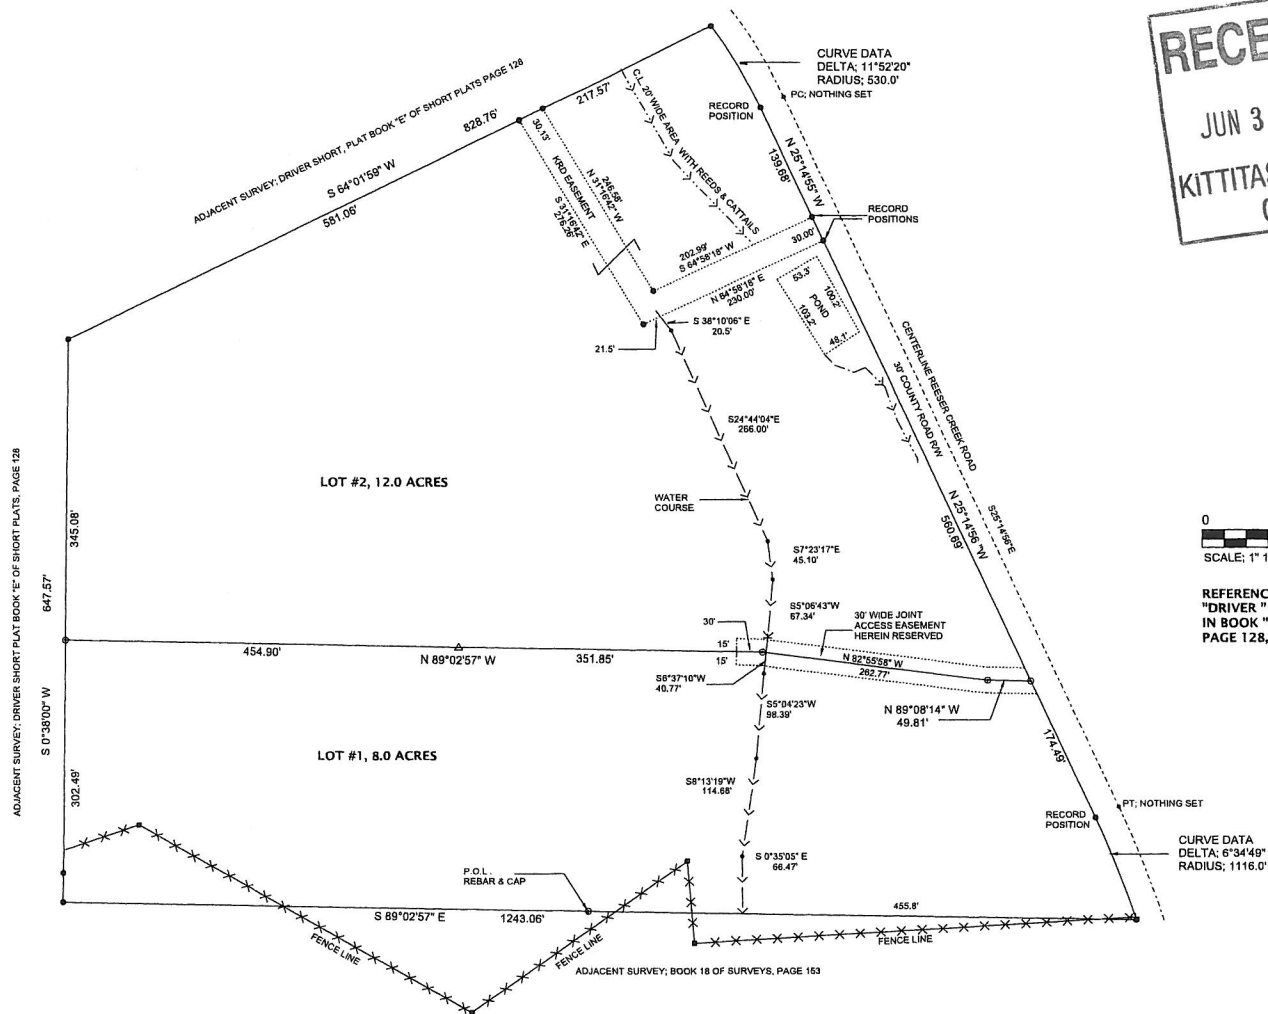 RECE
JUN 3
KITTITAS
CURVE DATA
DELTA; 11°52'20"
RADIUS; 530.0'
PC; NOTHING SET
RECORD
POSITION
ADJACENT SURVEY; DRIVER SHORT, PLAT BOOK "E" OF SHORT PLATS PAGE 128
828.76'
217.57'
S 64°01'59" W
581.06'
30.13'
C.L. 20' WIDE AREA WITH REEDS & CATTAILS
KRD EASEMENT
246.58'
N 31°16'42" W
S 31°16'42" E
276.26'
N 25°14'55" W
139.68'
RECORD
POSITIONS
202.99'
S 64°58'18" W
30.00'
N 64°58'18" E
230.00'
53.3'
100.2'
POND
103.2'
48.1'
S 38°10'06" E
20.5'
21.5'
CENTERLINE REESER CREEK ROAD
30' COUNTY ROAD R/W
S24°44'04"E
266.00'
LOT #2, 12.0 ACRES
WATER
COURSE
N 25°14'56 "W
560.69'
S25°14'56"E
0
SCALE; 1" 1
REFERENC
"DRIVER "
IN BOOK "
PAGE 128,
ADJACENT SURVEY; DRIVER SHORT PLAT BOOK "E" OF SHORT PLATS, PAGE 128
345.08'
647.57'
S 0°38'00" W
302.49'
S7°23'17"E
45.10'
S5°06'43"W
67.34'
30' WIDE JOINT
ACCESS EASEMENT
HEREIN RESERVED
30'
15'
15'
454.90'
N 89°02'57" W
351.85'
N 82°55'58" W
262.77'
S6°37'10"W
40.77'
S5°04'23"W
98.39'
N 89°08'14" W
49.81'
174.49'
LOT #1, 8.0 ACRES
S8°13'19"W
114.68'
PT; NOTHING SET
RECORD
POSITION
CURVE DATA
DELTA; 6°34'49"
RADIUS; 1116.0'
S 0°35'05" E
66.47'
P.O.L.
REBAR & CAP
S 89°02'57" E
1243.06'
455.8'
FENCE LINE
FENCE LINE
FENCE LINE
ADJACENT SURVEY; BOOK 18 OF SURVEYS, PAGE 153